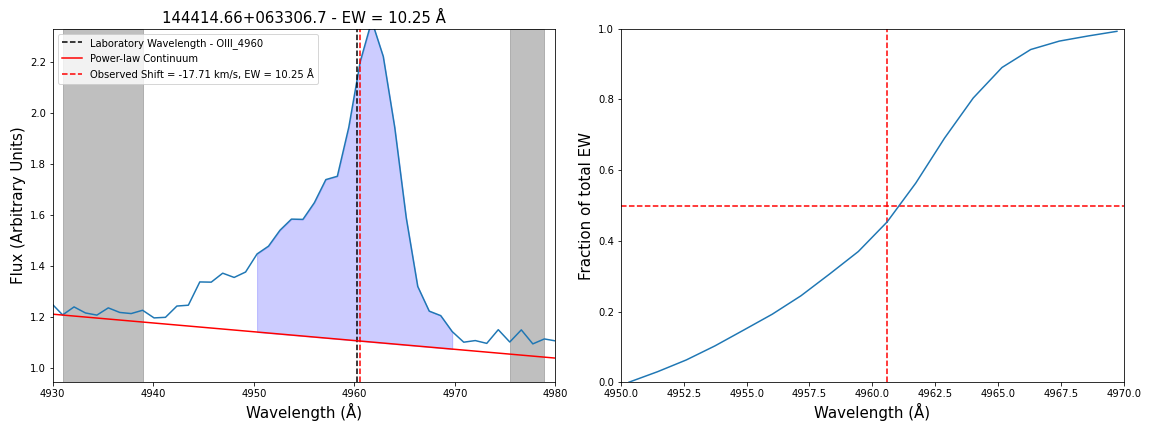 144414.66+063306.7 - EW = 10.25 Å
Laboratory Wavelength - OIII_4960
Power-law Continuum
Observed Shift = -17.71 km/s, EW = 10.25 Å
Flux (Arbitrary Units)
2.2
2.0
1.8
1.6
1.4
1.2
1.0
4930 4940 4950 4960 4970 4980
Wavelength (Å)
Fraction of total EW
1.0
0.8
0.6
0.4
0.2
0.0
4950.0 4952.5 4955.0 4957.5 4960.0 4962.5 4965.0 4967.5 4970.0
Wavelength (Å)